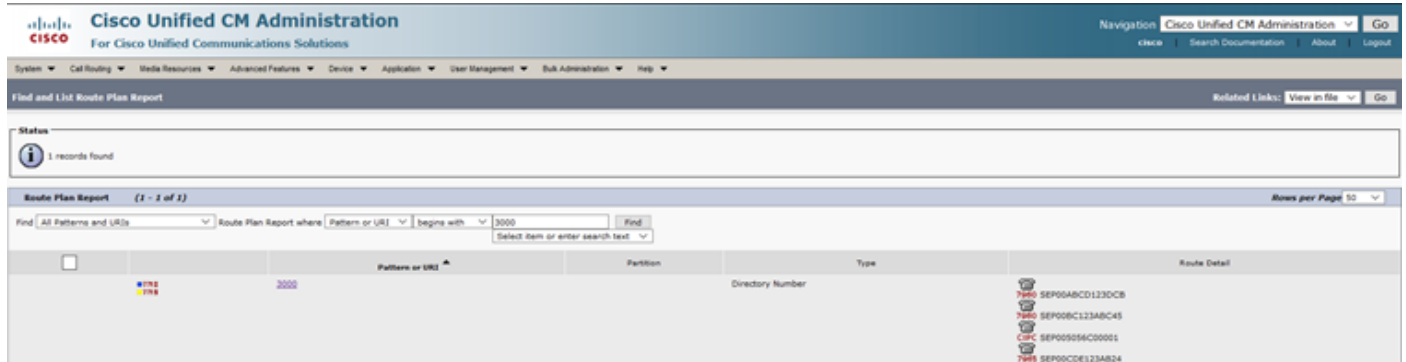 CISCO
Cisco Unified CM Administration
For Cisco Unified Communications Solutions
Navigation Cisco Unified CM Administration Go
cisco | Search Documentation | About | Logout
System Call Routing Media Resources Advanced Features Device Application User Management Bulk Administration Help
Find and List Route Plan Report
Related Links: View in file Go
Status
1 records found
Route Plan Report (1 - 1 of 1)
Rows per Page 50
Find All Patterns and URIs Route Plan Report where Pattern or URI begins with 3000 Find
Select item or enter search text
Pattern or URI Partition Type Route Detail
3000 Directory Number
7960 SEP00ABCD123DCB
7960 SEP00BC123ABC45
CIPC SEP005056C00001
7965 SEP00CDE123AB24